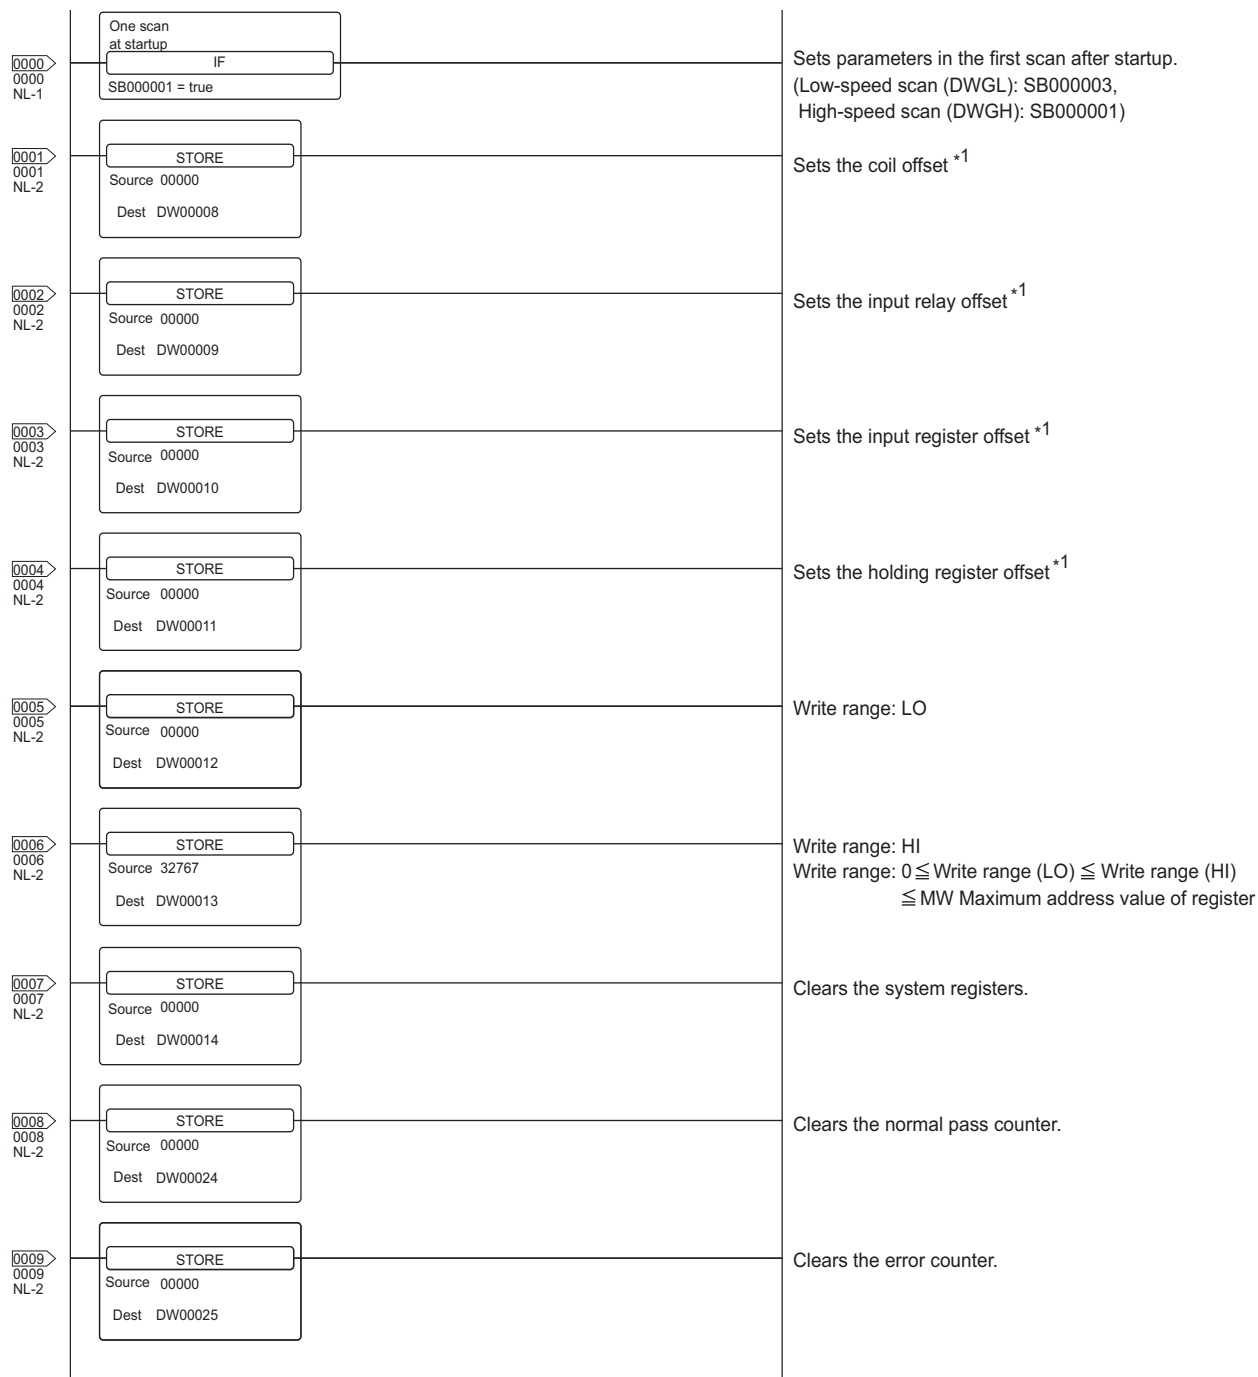 One scan
at startup
0000
0000
NL-1
IF
SB000001 = true
Sets parameters in the first scan after startup.
(Low-speed scan (DWGL): SB000003,
High-speed scan (DWGH): SB000001)
0001
0001
NL-2
STORE
Source 00000
Dest DW00008
Sets the coil offset *1
0002
0002
NL-2
STORE
Source 00000
Dest DW00009
Sets the input relay offset *1
0003
0003
NL-2
STORE
Source 00000
Dest DW00010
Sets the input register offset *1
0004
0004
NL-2
STORE
Source 00000
Dest DW00011
Sets the holding register offset *1
0005
0005
NL-2
STORE
Source 00000
Dest DW00012
Write range: LO
0006
0006
NL-2
STORE
Source 32767
Dest DW00013
Write range: HI
Write range: 0 ≦ Write range (LO) ≦ Write range (HI)
≦ MW Maximum address value of register
0007
0007
NL-2
STORE
Source 00000
Dest DW00014
Clears the system registers.
0008
0008
NL-2
STORE
Source 00000
Dest DW00024
Clears the normal pass counter.
0009
0009
NL-2
STORE
Source 00000
Dest DW00025
Clears the error counter.